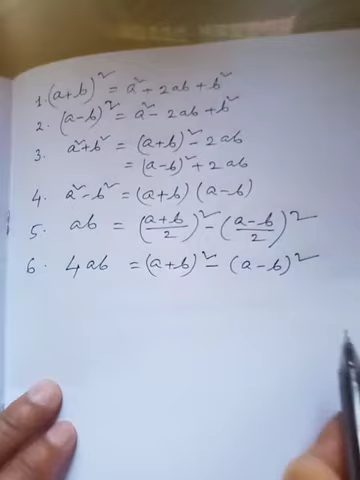 1. (a+b)² = a² + 2ab + b²
2. (a-b)² = a² - 2ab + b²
3. a²+b² = (a+b)² - 2ab
= (a-b)² + 2ab
4. a² - b² = (a+b) (a-b)
5. ab = ((a+b)/2)² - ((a-b)/2)²
6. 4ab = (a+b)² - (a-b)²